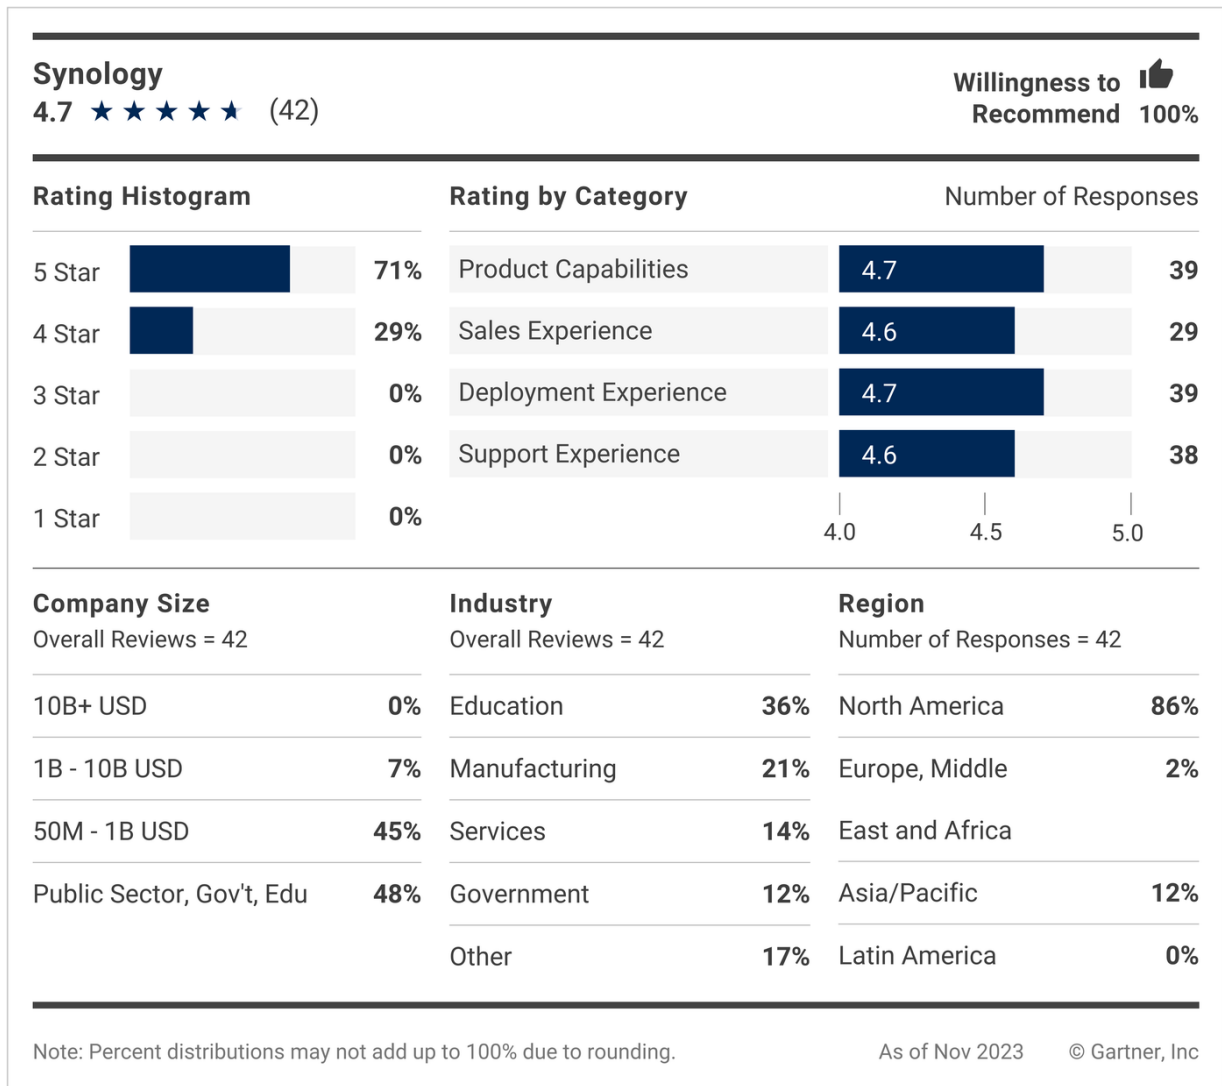 Synology
4.7 ★ ★ ★ ★ ★ (42)
Willingness to
Recommend 100%
Rating Histogram
5 Star 71%
4 Star 29%
3 Star 0%
2 Star 0%
1 Star 0%
Rating by Category Number of Responses
Product Capabilities 4.7 39
Sales Experience 4.6 29
Deployment Experience 4.7 39
Support Experience 4.6 38
4.0 4.5 5.0
Company Size
Overall Reviews = 42
10B+ USD 0%
1B - 10B USD 7%
50M - 1B USD 45%
Public Sector, Gov't, Edu 48%
Industry
Overall Reviews = 42
Education 36%
Manufacturing 21%
Services 14%
Government 12%
Other 17%
Region
Number of Responses = 42
North America 86%
Europe, Middle 2%
East and Africa
Asia/Pacific 12%
Latin America 0%
Note: Percent distributions may not add up to 100% due to rounding.
As of Nov 2023 © Gartner, Inc